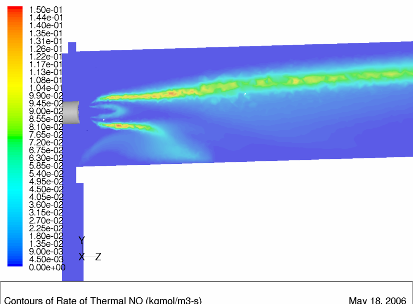 1.50e-01
1.44e-01
1.40e-01
1.35e-01
1.31e-01
1.26e-01
1.22e-01
1.17e-01
1.13e-01
1.08e-01
1.04e-01
9.90e-02
9.45e-02
9.00e-02
8.55e-02
8.10e-02
7.65e-02
7.20e-02
6.75e-02
6.30e-02
5.85e-02
5.40e-02
4.95e-02
4.50e-02
4.05e-02
3.60e-02
3.15e-02
2.70e-02
2.25e-02
1.80e-02
1.35e-02
9.00e-03
4.50e-03
0.00e+00
Y
X Z
Contours of Rate of Thermal NO (kgmol/m3-s) May 18, 2006